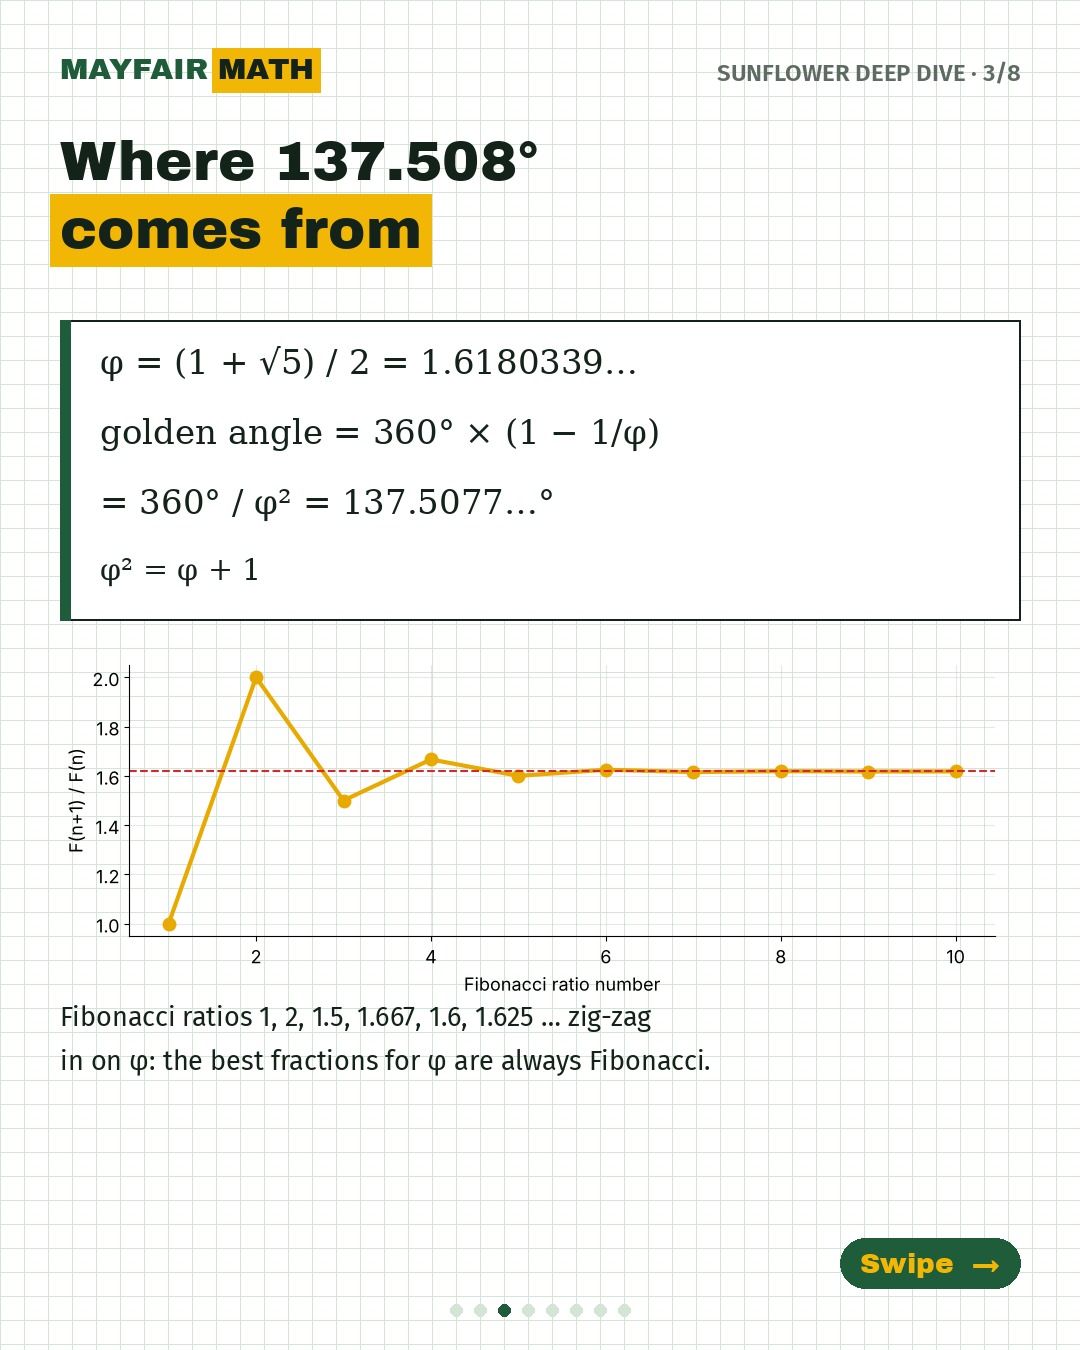 MAYFAIR MATH
SUNFLOWER DEEP DIVE · 3/8
Where 137.508°
comes from
φ = (1 + √5) / 2 = 1.6180339…
golden angle = 360° × (1 − 1/φ)
= 360° / φ² = 137.5077…°
φ² = φ + 1
2.0
1.8
1.6
1.4
1.2
1.0
F(n+1) / F(n)
2 4 6 8 10
Fibonacci ratio number
Fibonacci ratios 1, 2, 1.5, 1.667, 1.6, 1.625 … zig-zag
in on φ: the best fractions for φ are always Fibonacci.
Swipe →